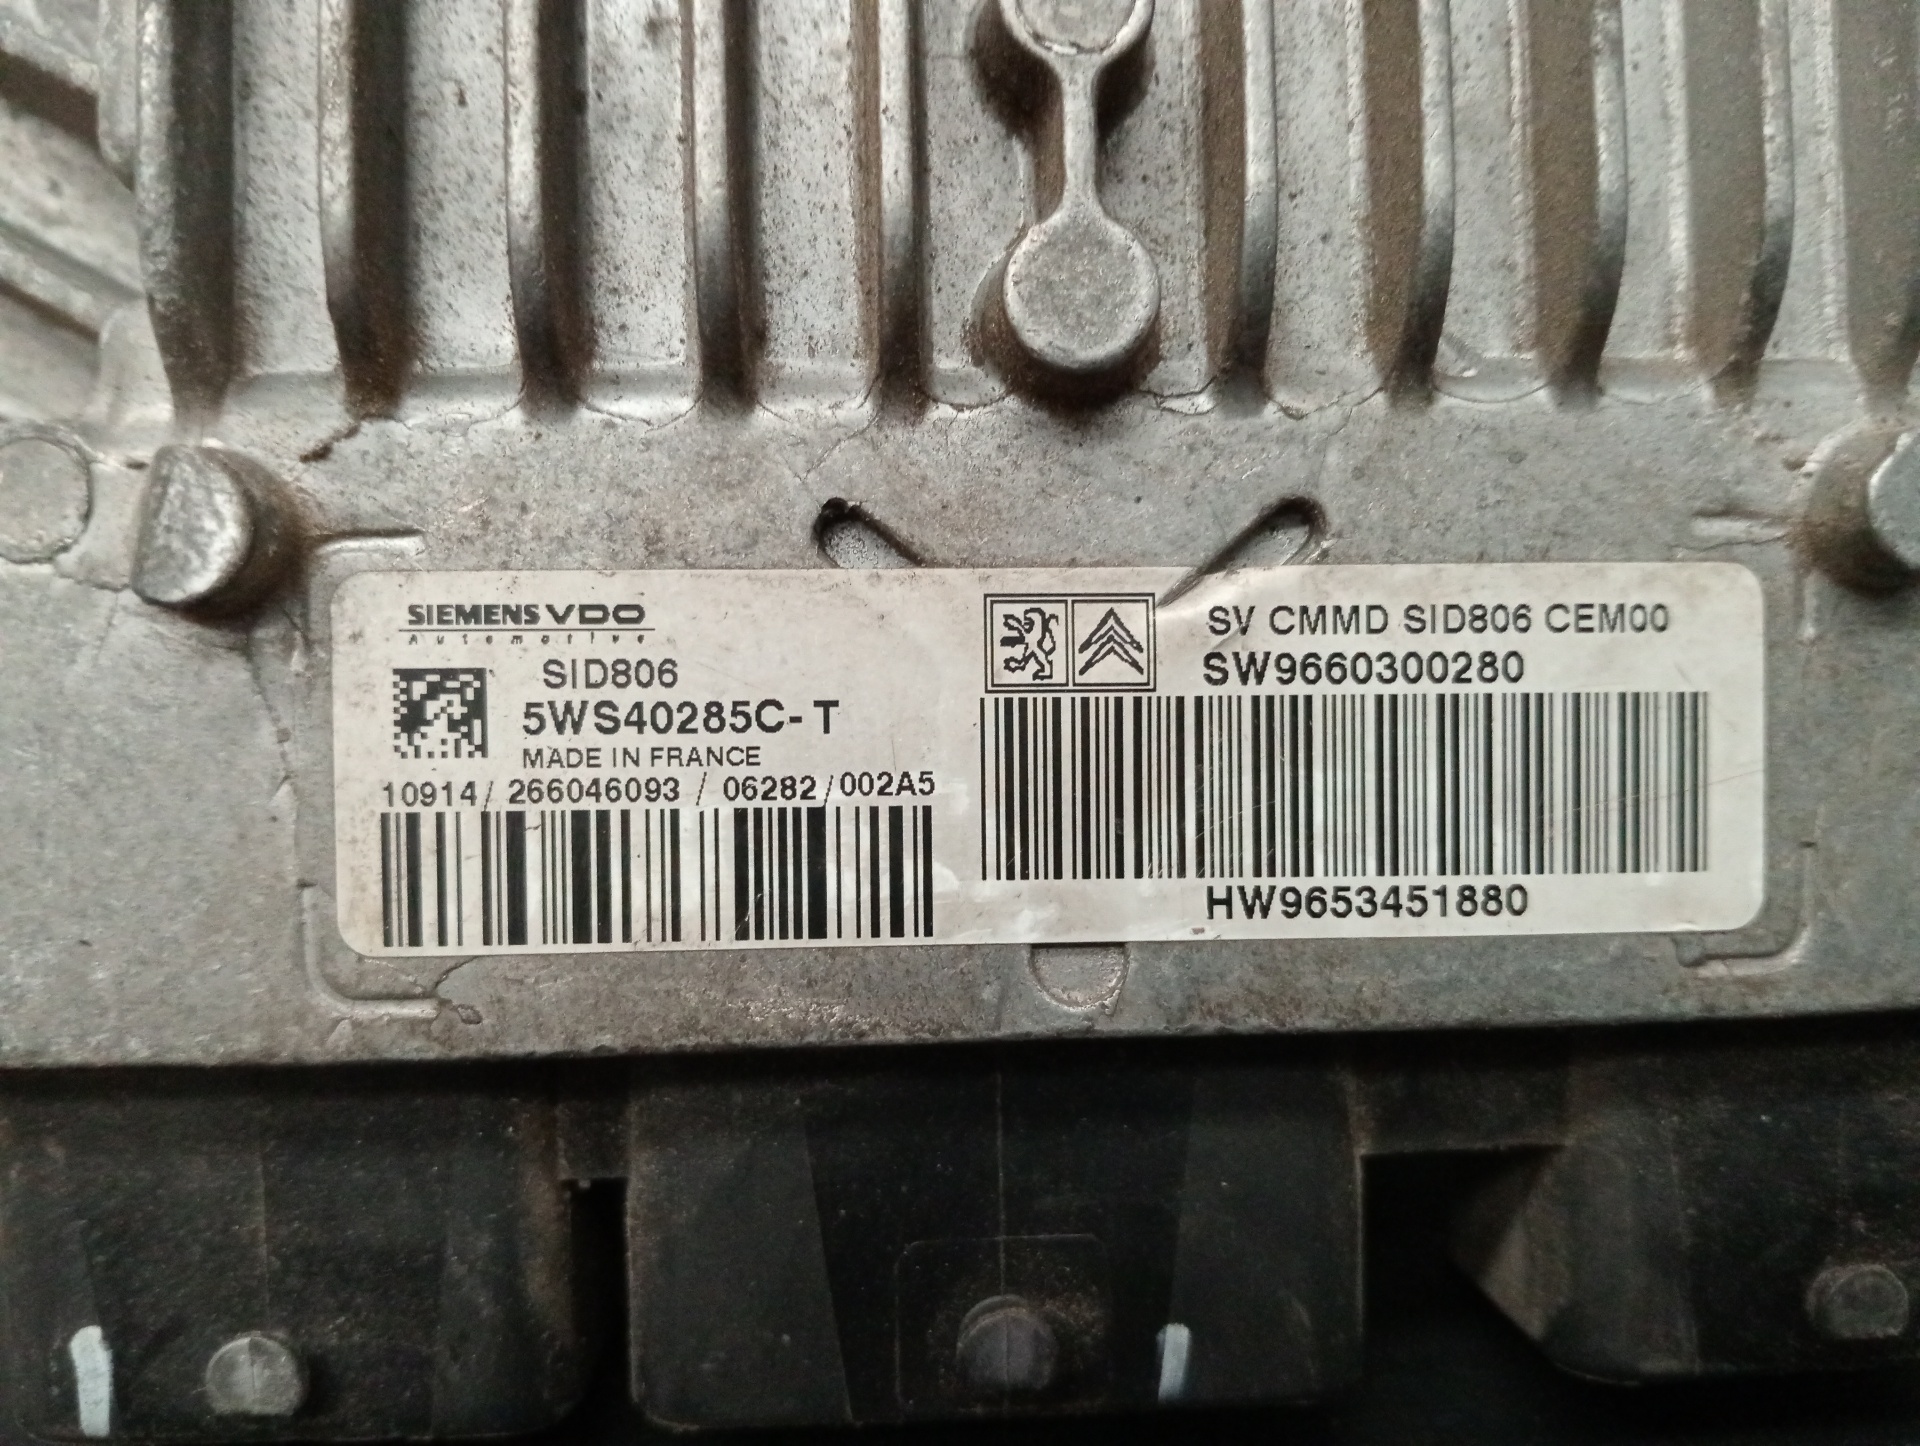 SIEMENS VDO
Automotive
SID806
5WS40285C-T
MADE IN FRANCE
10914 / 266046093 / 06282 / 002A5
SV CMMD SID806 CEM00
SW9660300280
HW9653451880